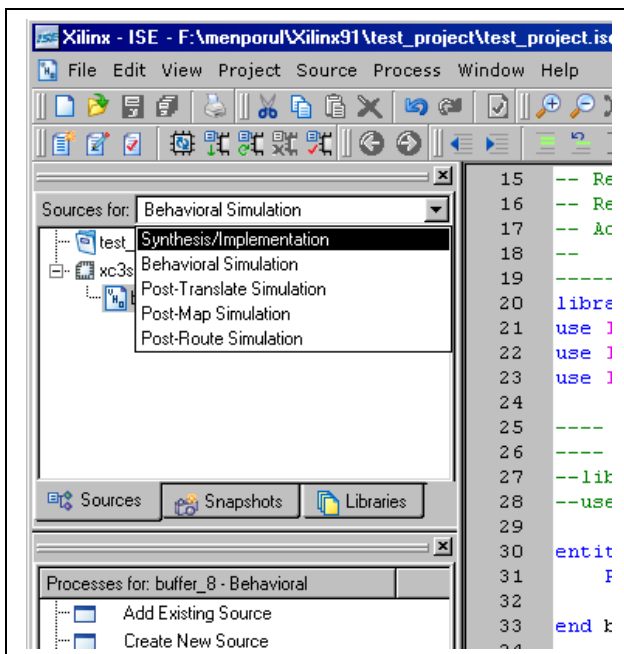 Xilinx - ISE - F:\menporul\Xilinx91\test_project\test_project.ise
File Edit View Project Source Process Window Help
Sources for: Behavioral Simulation
test_
Synthesis/Implementation
xc3s
Behavioral Simulation
Post-Translate Simulation
Post-Map Simulation
Post-Route Simulation
Sources Snapshots Libraries
Processes for: buffer_8 - Behavioral
Add Existing Source
Create New Source
15 -- Re
16 -- Re
17 -- Ad
18 --
19 -----
20 libra
21 use I
22 use I
23 use I
24
25 ----
26 ----
27 --lib
28 --use
29
30 entit
31 P
32
33 end b